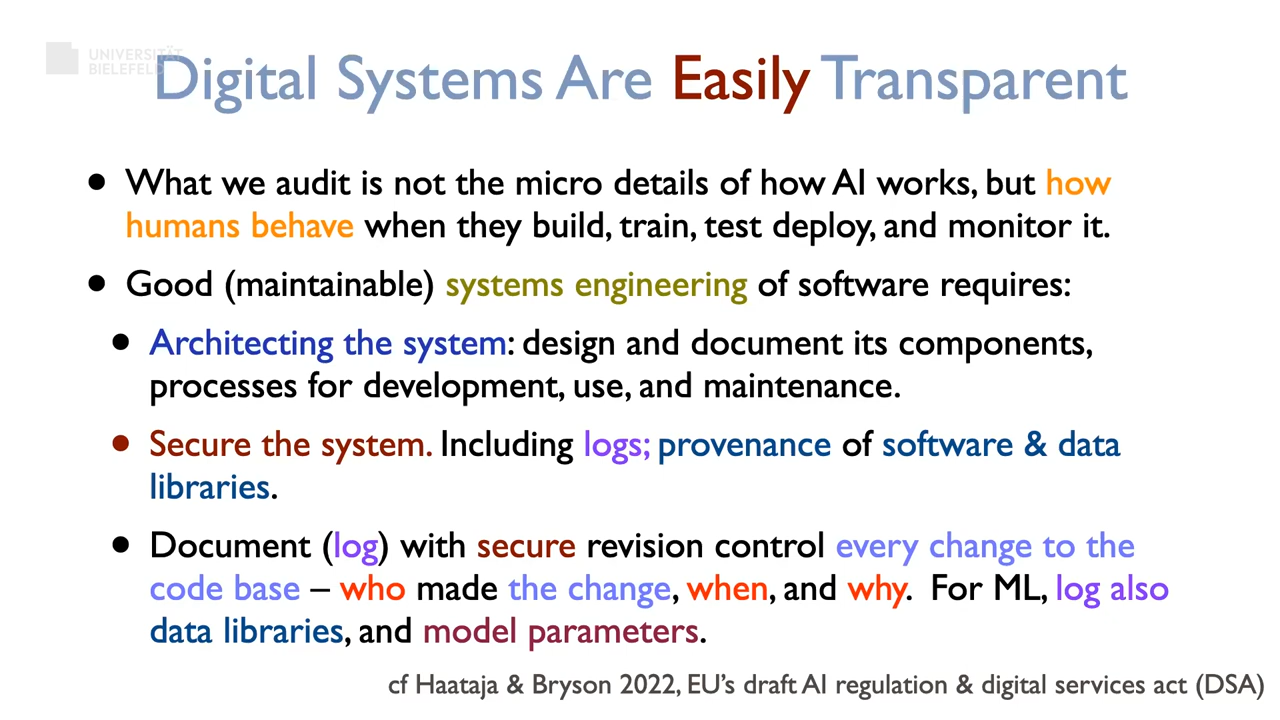 UNIVERSITÄT
BIELEFELD
Digital Systems Are Easily Transparent
• What we audit is not the micro details of how AI works, but how
humans behave when they build, train, test deploy, and monitor it.
• Good (maintainable) systems engineering of software requires:
• Architecting the system: design and document its components,
processes for development, use, and maintenance.
• Secure the system. Including logs; provenance of software & data
libraries.
• Document (log) with secure revision control every change to the
code base – who made the change, when, and why. For ML, log also
data libraries, and model parameters.
cf Haataja & Bryson 2022, EU's draft AI regulation & digital services act (DSA)